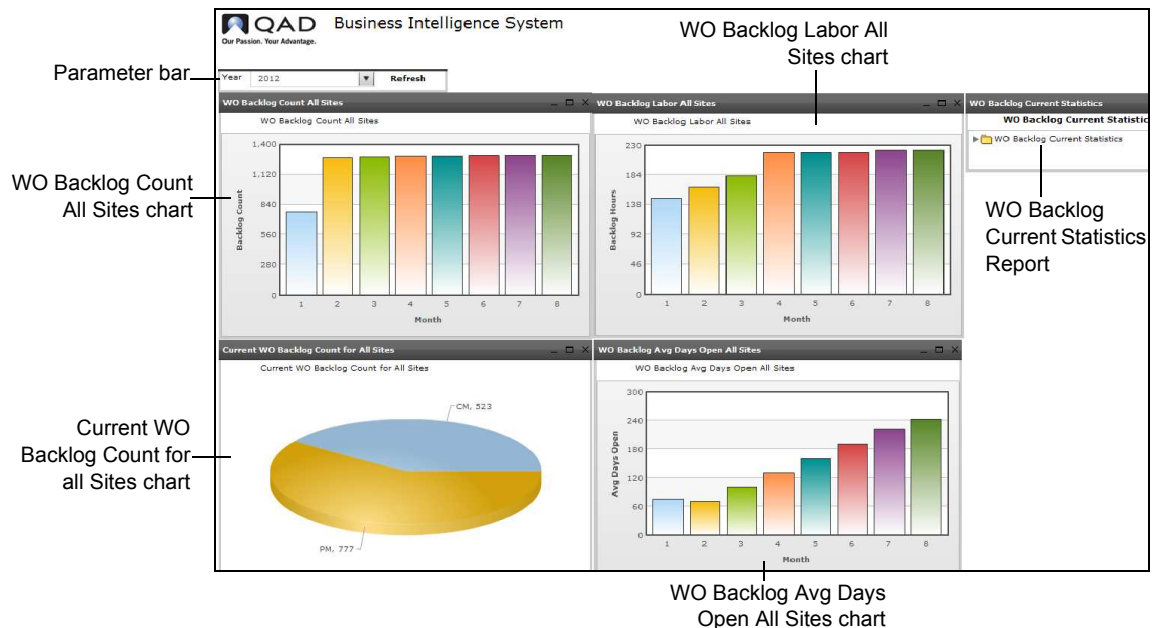 QAD
Our Passion. Your Advantage.
Business Intelligence System
WO Backlog Labor All
Sites chart
Parameter bar
Year 2012 Refresh
WO Backlog Count All Sites
WO Backlog Count All Sites
1,400
1,120
840
560
280
0
Backlog Count
1 2 3 4 5 6 7 8
Month
WO Backlog Count
All Sites chart
WO Backlog Labor All Sites
WO Backlog Labor All Sites
230
184
138
92
46
0
Backlog Hours
1 2 3 4 5 6 7 8
Month
WO Backlog Current Statistics
WO Backlog Current Statistic
WO Backlog Current Statistics
WO Backlog
Current Statistics
Report
Current WO Backlog Count for All Sites
Current WO Backlog Count for All Sites
CM, 523
PM, 777
Current WO
Backlog Count for
all Sites chart
WO Backlog Avg Days Open All Sites
WO Backlog Avg Days Open All Sites
300
240
180
120
60
0
Avg Days Open
1 2 3 4 5 6 7 8
Month
WO Backlog Avg Days
Open All Sites chart